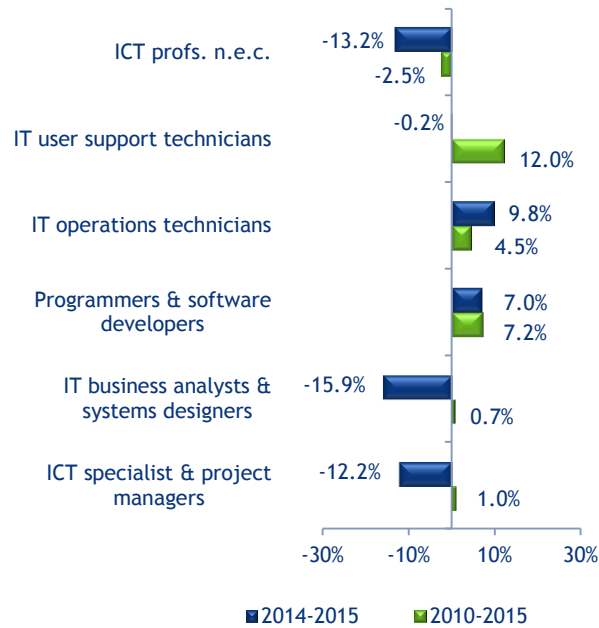 ICT profs. n.e.c.
-13.2%
-2.5%
IT user support technicians
-0.2%
12.0%
IT operations technicians
9.8%
4.5%
Programmers & software
developers
7.0%
7.2%
IT business analysts &
systems designers
-15.9%
0.7%
ICT specialist & project
managers
-12.2%
1.0%
-30% -10% 10% 30%
2014-2015 2010-2015